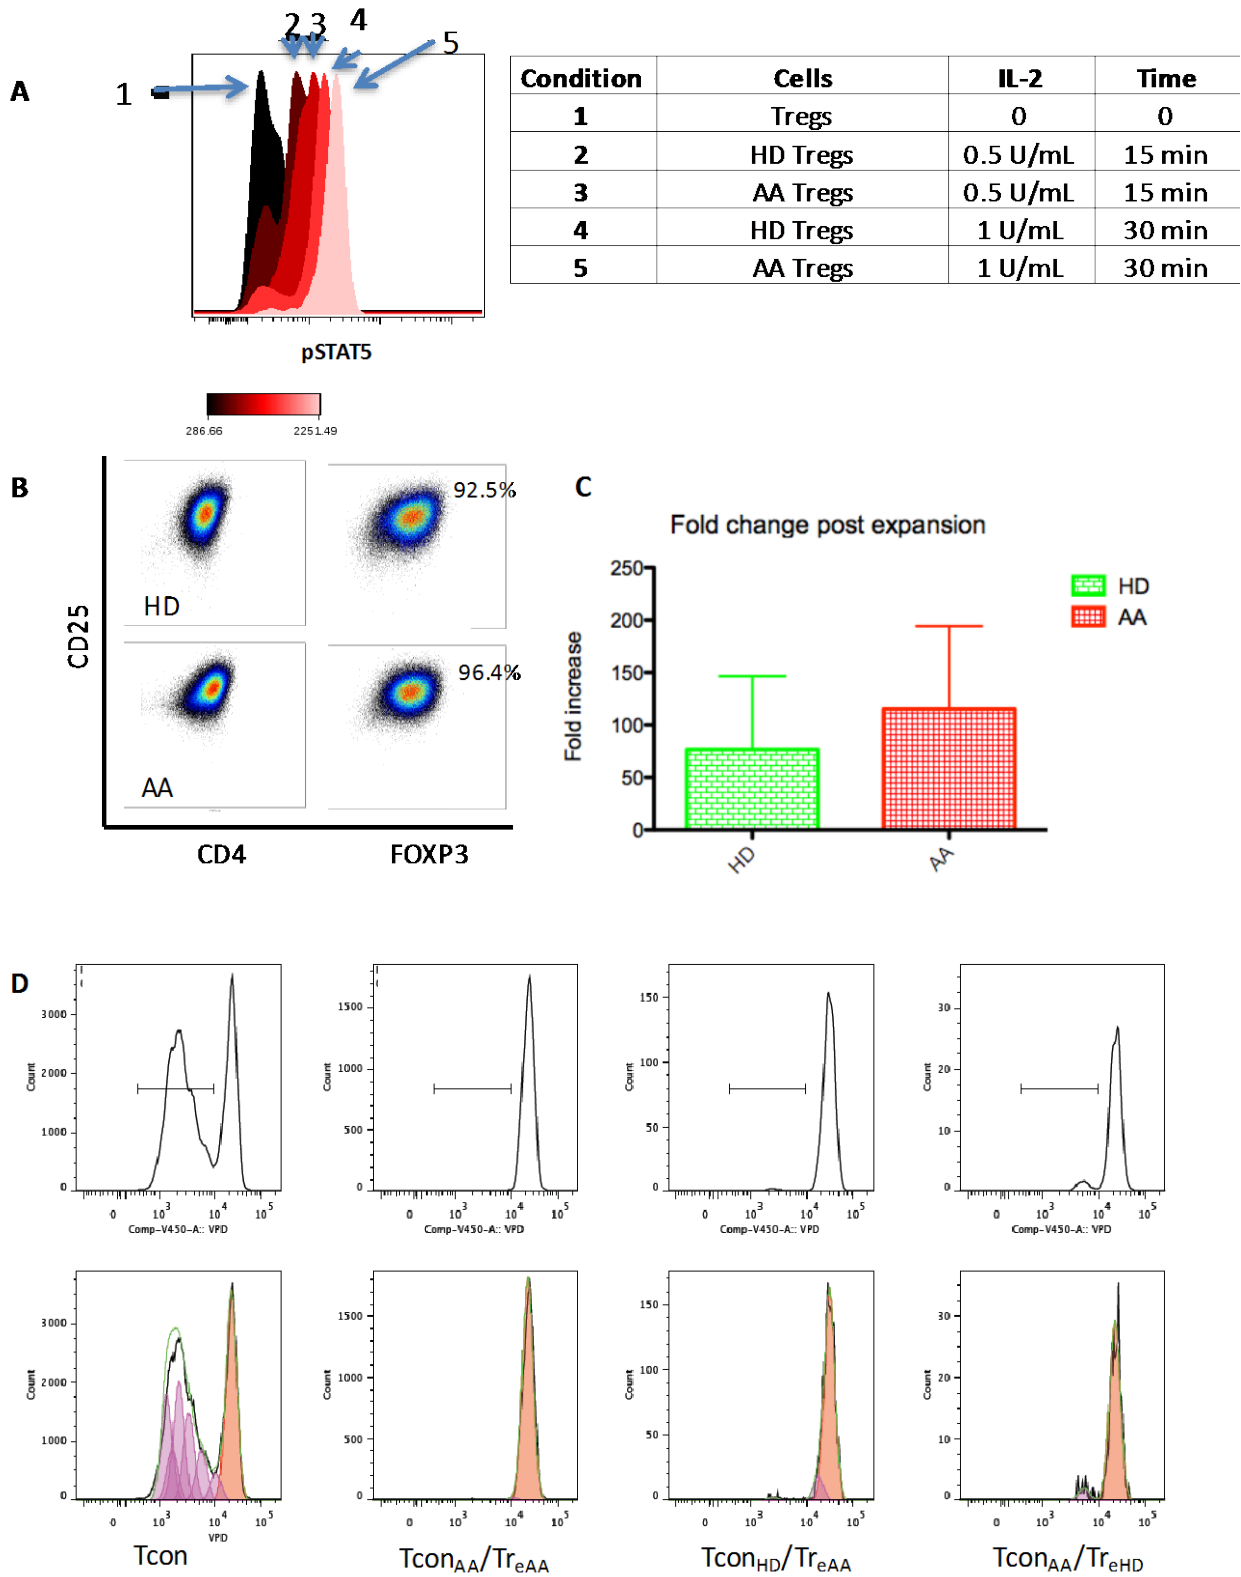 2 3 4
5
A
1
pSTAT5
286.66 2251.49
Condition Cells IL-2 Time
1 Tregs 0 0
2 HD Tregs 0.5 U/mL 15 min
3 AA Tregs 0.5 U/mL 15 min
4 HD Tregs 1 U/mL 30 min
5 AA Tregs 1 U/mL 30 min
B
CD25
92.5%
HD
96.4%
AA
CD4 FOXP3
C
Fold change post expansion
Fold increase
250
200
150
100
50
0
HD AA
HD
AA
D
Count
3000
2000
1000
0
0 10^3 10^4 10^5
Comp-V450-A:: VPD
Count
1500
1000
500
0
0 10^3 10^4 10^5
Comp-V450-A:: VPD
Count
150
100
50
0
0 10^3 10^4 10^5
Comp-V450-A:: VPD
Count
30
20
10
0
0 10^3 10^4 10^5
Comp-V450-A:: VPD
Count
3000
2000
1000
0
0 10^3 10^4 10^5
VPD
Tcon
Count
1500
1000
500
0
0 10^3 10^4 10^5
Tcon_AA/Tr_eAA
Count
150
100
50
0
0 10^3 10^4 10^5
Tcon_HD/Tr_eAA
Count
30
20
10
0
0 10^3 10^4 10^5
Tcon_AA/Tr_eHD